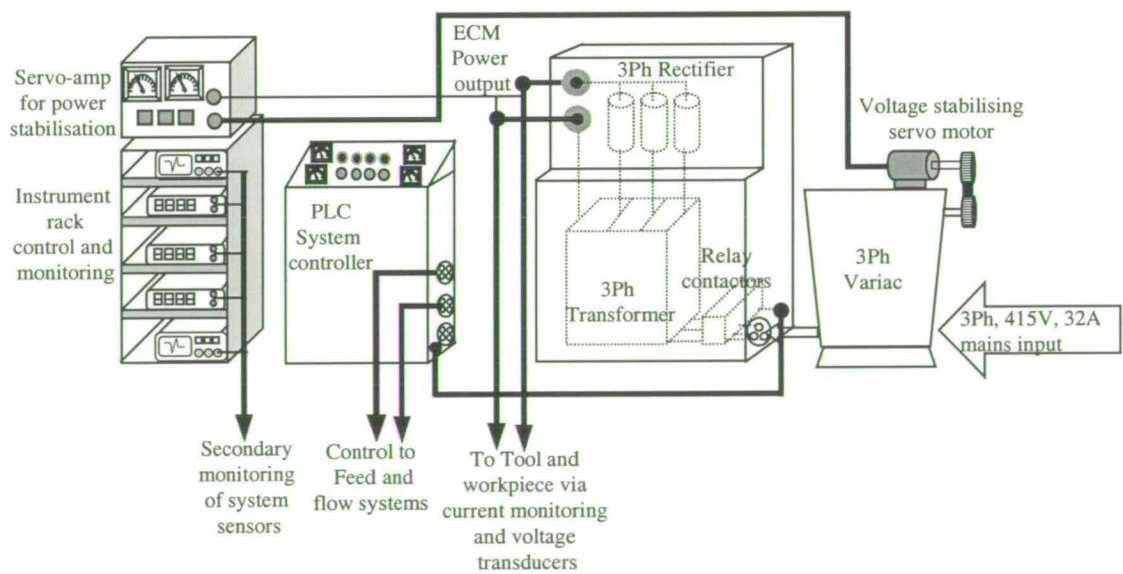 ECM
Power
output
3Ph Rectifier
Servo-amp
for power
stabilisation
Voltage stabilising
servo motor
Instrument
rack
control and
monitoring
PLC
System
controller
Relay
contactors
3Ph
Transformer
3Ph
Variac
3Ph, 415V, 32A
mains input
Secondary
monitoring
of system
sensors
Control to
Feed and
flow systems
To Tool and
workpiece via
current monitoring
and voltage
transducers